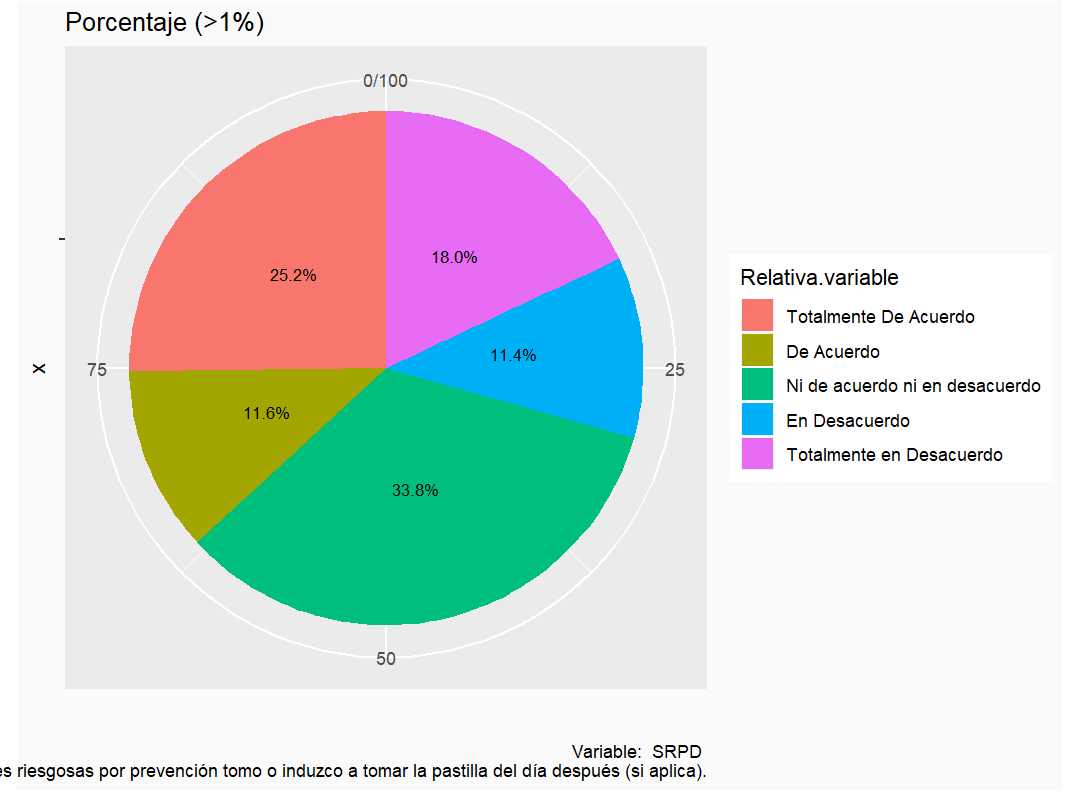 Porcentaje (>1%)
0/100
18.0%
25.2%
Relativa.variable
Totalmente De Acuerdo
De Acuerdo
Ni de acuerdo ni en desacuerdo
En Desacuerdo
Totalmente en Desacuerdo
11.4%
x
75
25
11.6%
33.8%
50
Variable: SRPD
riesgosas por prevención tomo o induzco a tomar la pastilla del día después (si aplica).